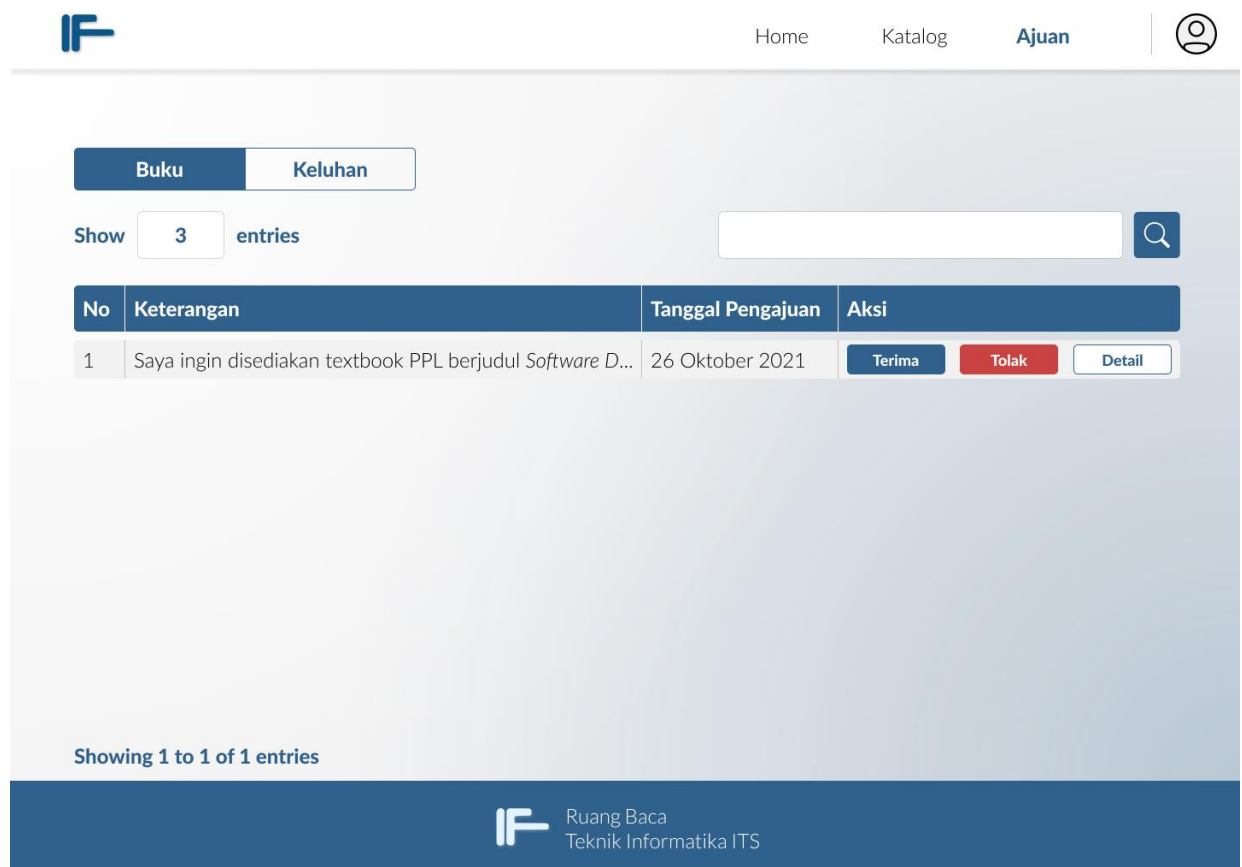 IF
Home Katalog Ajuan
Buku Keluhan
Show 3 entries
No Keterangan Tanggal Pengajuan Aksi
1 Saya ingin disediakan textbook PPL berjudul Software D... 26 Oktober 2021 Terima Tolak Detail
Showing 1 to 1 of 1 entries
IF Ruang Baca
Teknik Informatika ITS